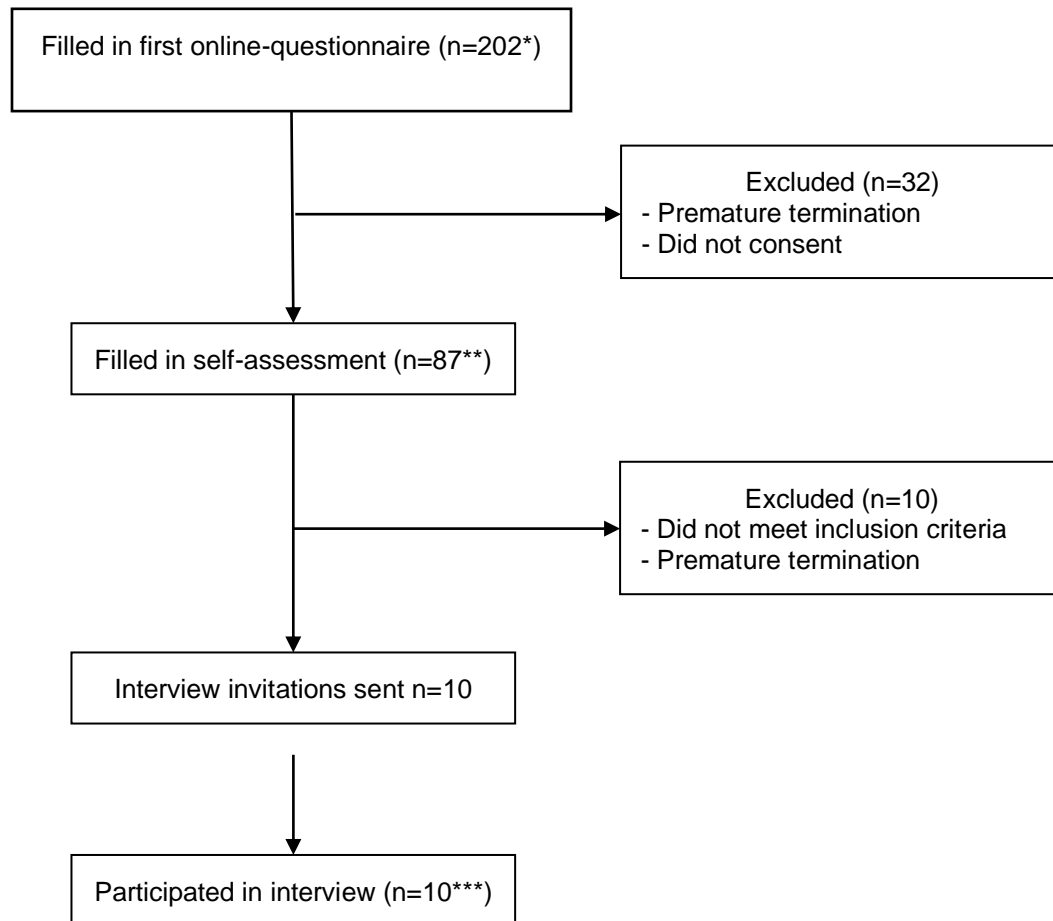 Filled in first online-questionnaire (n=202*)
Excluded (n=32)
- Premature termination
- Did not consent
Filled in self-assessment (n=87**)
Excluded (n=10)
- Did not meet inclusion criteria
- Premature termination
Interview invitations sent n=10
Participated in interview (n=10***)